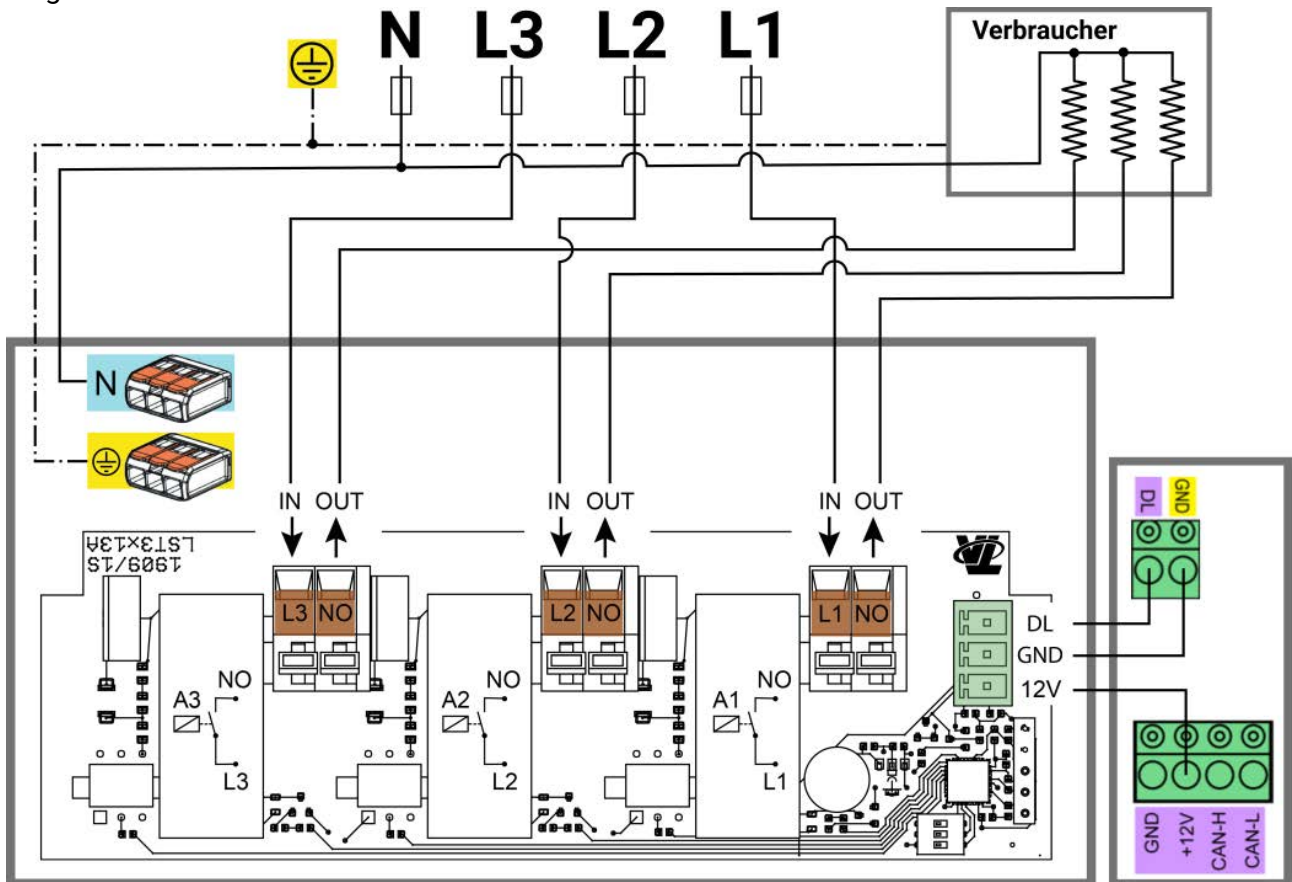 N L3 L2 L1
Verbraucher
N
IN OUT
IN OUT
IN OUT
LST3x13A
1909/1S
L3 NO
L2 NO
L1 NO
DL
GND
12V
NO
A3
L3
NO
A2
L2
NO
A1
L1
DL GND
GND
+12V
CAN-H
CAN-L